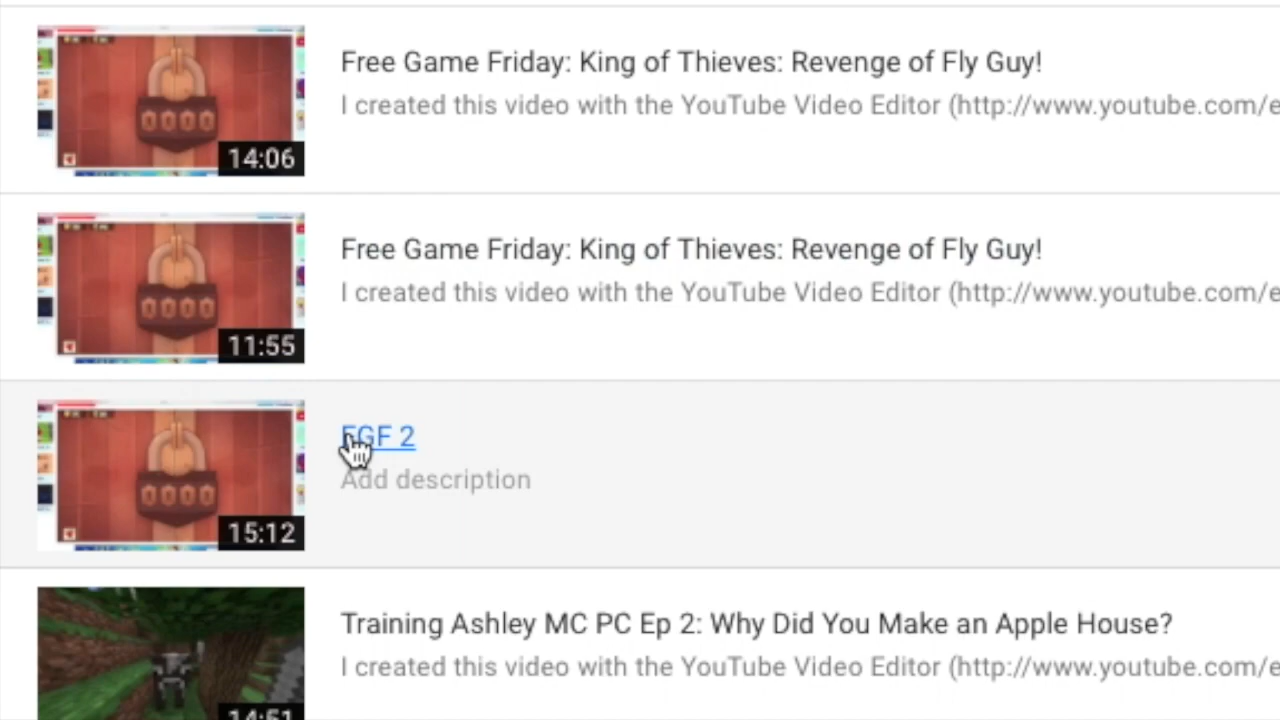 Free Game Friday: King of Thieves: Revenge of Fly Guy!
I created this video with the YouTube Video Editor (http://www.youtube.com/e
14:06
Free Game Friday: King of Thieves: Revenge of Fly Guy!
I created this video with the YouTube Video Editor (http://www.youtube.com/e
11:55
FGF 2
Add description
15:12
Training Ashley MC PC Ep 2: Why Did You Make an Apple House?
I created this video with the YouTube Video Editor (http://www.youtube.com/e
14:51